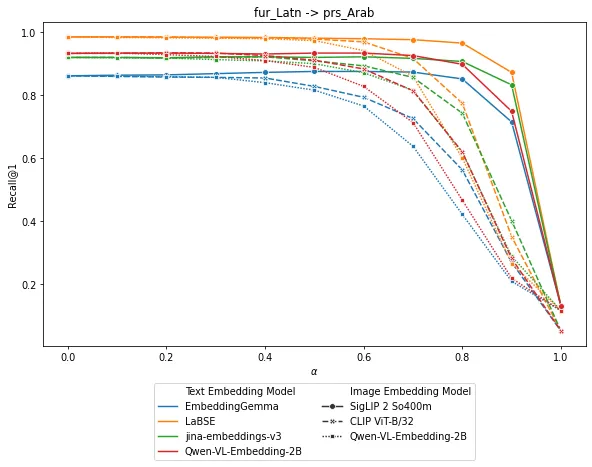 fur_Latn -> prs_Arab
Recall@1
0.8
0.6
0.4
0.2
0.0 0.2 0.4 0.6 0.8 1.0
α
Text Embedding Model
EmbeddingGemma
LaBSE
jina-embeddings-v3
Qwen-VL-Embedding-2B
Image Embedding Model
SigLIP 2 So400m
CLIP ViT-B/32
Qwen-VL-Embedding-2B
1.0